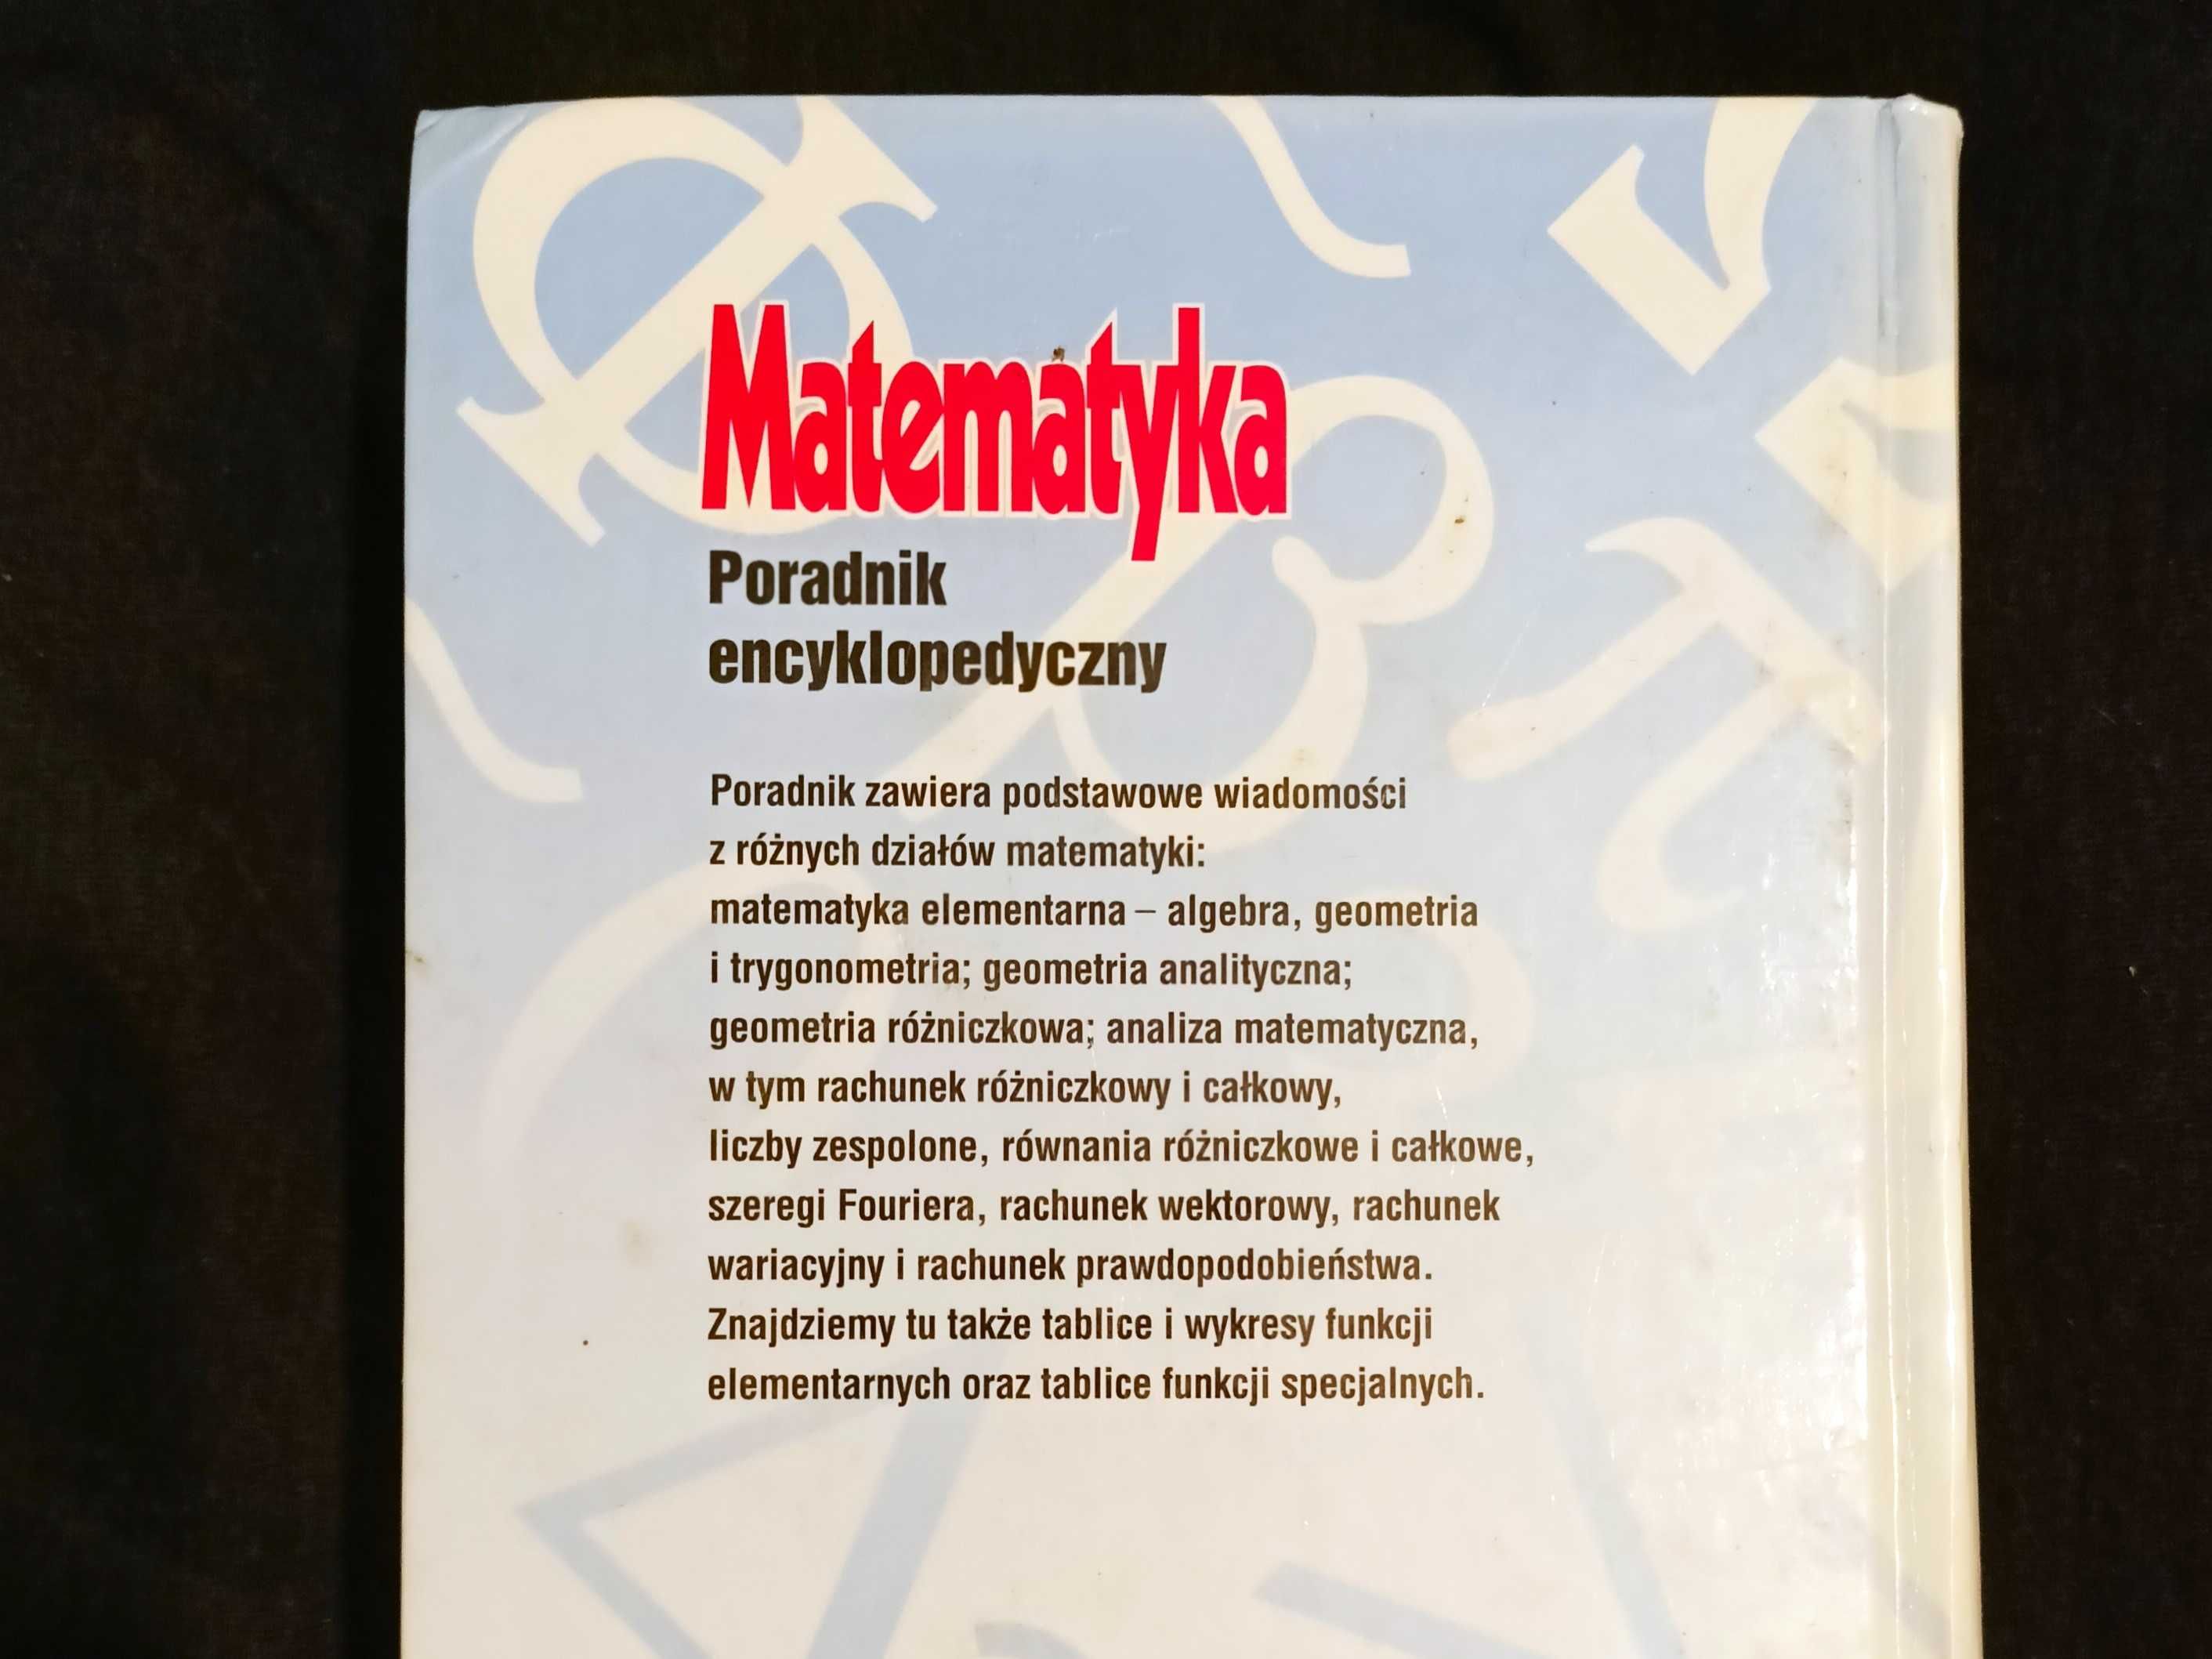 Matematyka
Poradnik
encyklopedyczny
Poradnik zawiera podstawowe wiadomości
z różnych działów matematyki:
matematyka elementarna – algebra, geometria
i trygonometria; geometria analityczna;
geometria różniczkowa; analiza matematyczna,
w tym rachunek różniczkowy i całkowy,
liczby zespolone, równania różniczkowe i całkowe,
szeregi Fouriera, rachunek wektorowy, rachunek
wariacyjny i rachunek prawdopodobieństwa.
Znajdziemy tu także tablice i wykresy funkcji
elementarnych oraz tablice funkcji specjalnych.